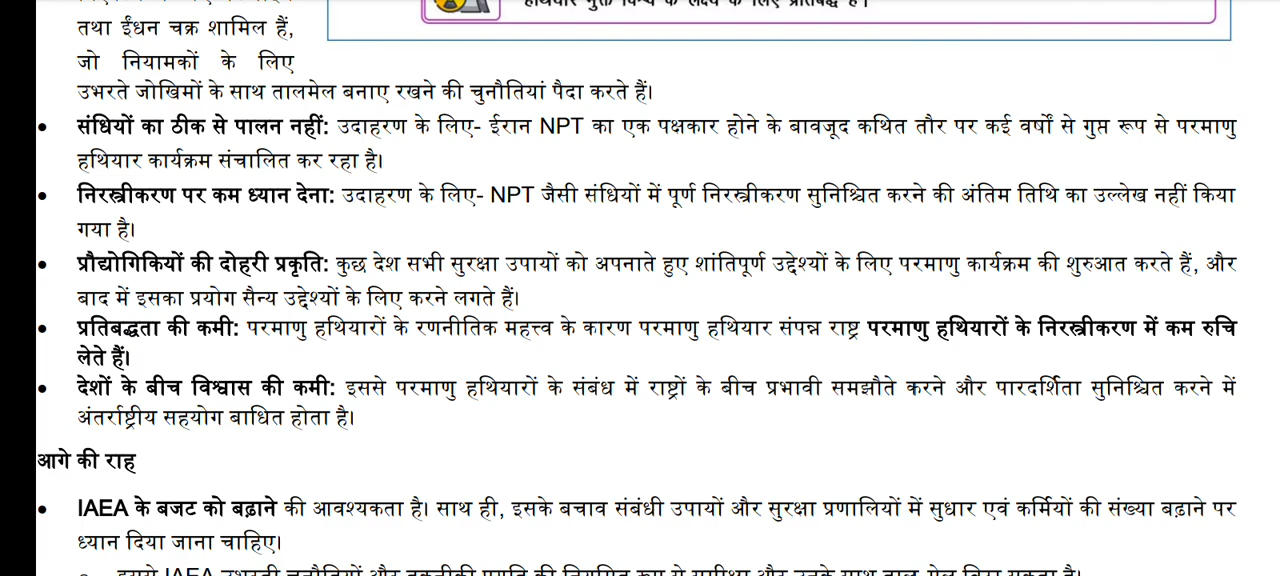 तथा ईंधन चक्र शामिल हैं,
जो नियामकों के लिए
उभरते जोखिमों के साथ तालमेल बनाए रखने की चुनौतियां पैदा करते हैं।
• संधियों का ठीक से पालन नहीं: उदाहरण के लिए- ईरान NPT का एक पक्षकार होने के बावजूद कथित तौर पर कई वर्षों से गुप्त रूप से परमाणु
हथियार कार्यक्रम संचालित कर रहा है।
• निरस्त्रीकरण पर कम ध्यान देना: उदाहरण के लिए- NPT जैसी संधियों में पूर्ण निरस्त्रीकरण सुनिश्चित करने की अंतिम तिथि का उल्लेख नहीं किया
गया है।
• प्रौद्योगिकियों की दोहरी प्रकृति: कुछ देश सभी सुरक्षा उपायों को अपनाते हुए शांतिपूर्ण उद्देश्यों के लिए परमाणु कार्यक्रम की शुरुआत करते हैं, और
बाद में इसका प्रयोग सैन्य उद्देश्यों के लिए करने लगते हैं।
• प्रतिबद्धता की कमी: परमाणु हथियारों के रणनीतिक महत्त्व के कारण परमाणु हथियार संपन्न राष्ट्र परमाणु हथियारों के निरस्त्रीकरण में कम रुचि
लेते हैं।
• देशों के बीच विश्वास की कमी: इससे परमाणु हथियारों के संबंध में राष्ट्रों के बीच प्रभावी समझौते करने और पारदर्शिता सुनिश्चित करने में
अंतर्राष्ट्रीय सहयोग बाधित होता है।
आगे की राह
• IAEA के बजट को बढ़ाने की आवश्यकता है। साथ ही, इसके बचाव संबंधी उपायों और सुरक्षा प्रणालियों में सुधार एवं कर्मियों की संख्या बढ़ाने पर
ध्यान दिया जाना चाहिए।